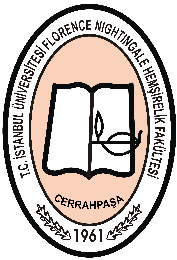 T.C. İSTANBUL ÜNİVERSİTESİ FLORENCE NIGHTINGALE HEMŞİRELİK FAKÜLTESİ
CERRAHPAŞA
1961